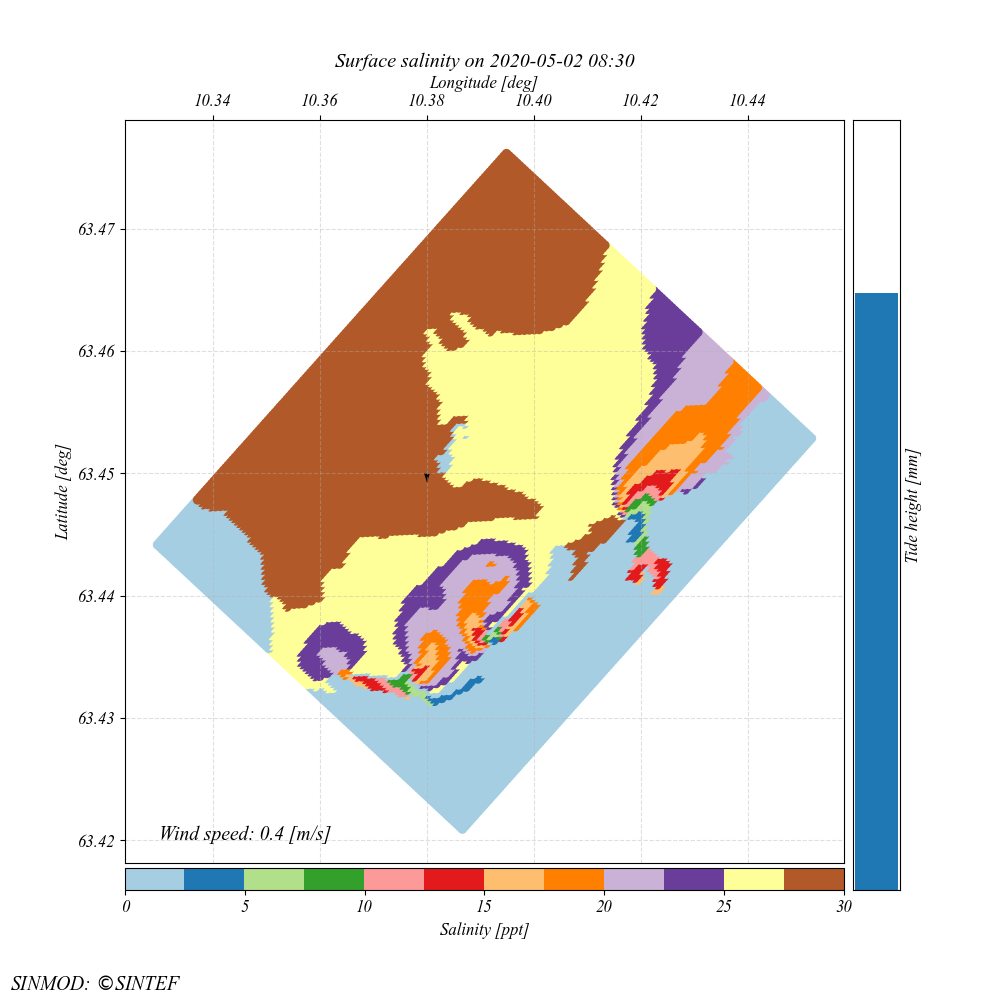 Surface salinity on 2020-05-02 08:30
Longitude [deg]
10.34 10.36 10.38 10.40 10.42 10.44
63.47
63.46
63.45
63.44
63.43
63.42
Latitude [deg]
Tide height [mm]
Wind speed: 0.4 [m/s]
0 5 10 15 20 25 30
Salinity [ppt]
SINMOD: ©SINTEF